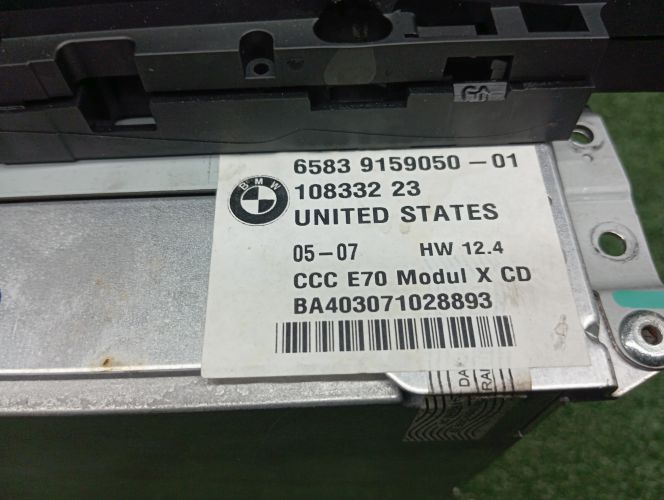 6583 9159050-01
BMW
108332 23
UNITED STATES
05-07 HW 12.4
CCC E70 Modul X CD
BA403071028893